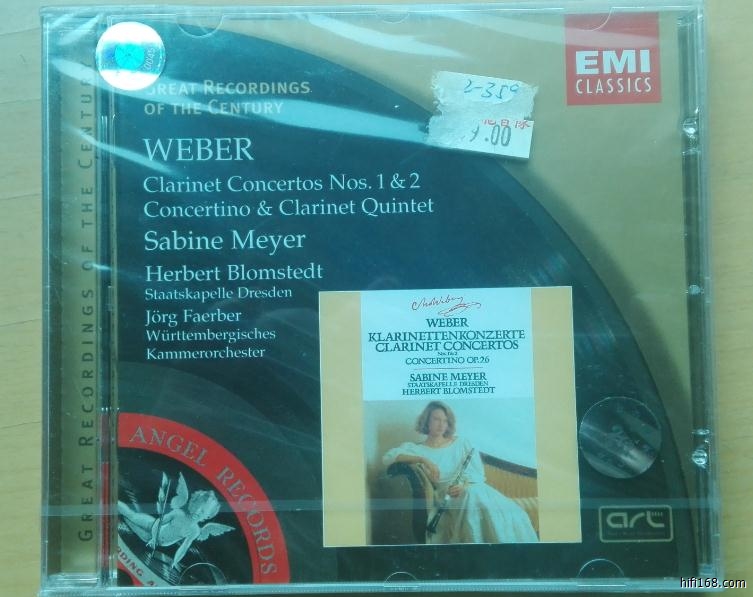 EMI
CLASSICS
GREAT RECORDINGS
OF THE CENTURY
2-359
.00
WEBER
Clarinet Concertos Nos. 1 & 2
Concertino & Clarinet Quintet
Sabine Meyer
Herbert Blomstedt
Staatskapelle Dresden
Jörg Faerber
Württembergisches
Kammerorchester
WEBER
KLARINETTENKONZERTE
CLARINET CONCERTOS
Nos. 1 & 2
CONCERTINO OP.26
SABINE MEYER
STAATSKAPELLE DRESDEN
HERBERT BLOMSTEDT
ANGEL RECORDS
art
GREAT RECORDINGS OF THE CENTURY
hifi168.com